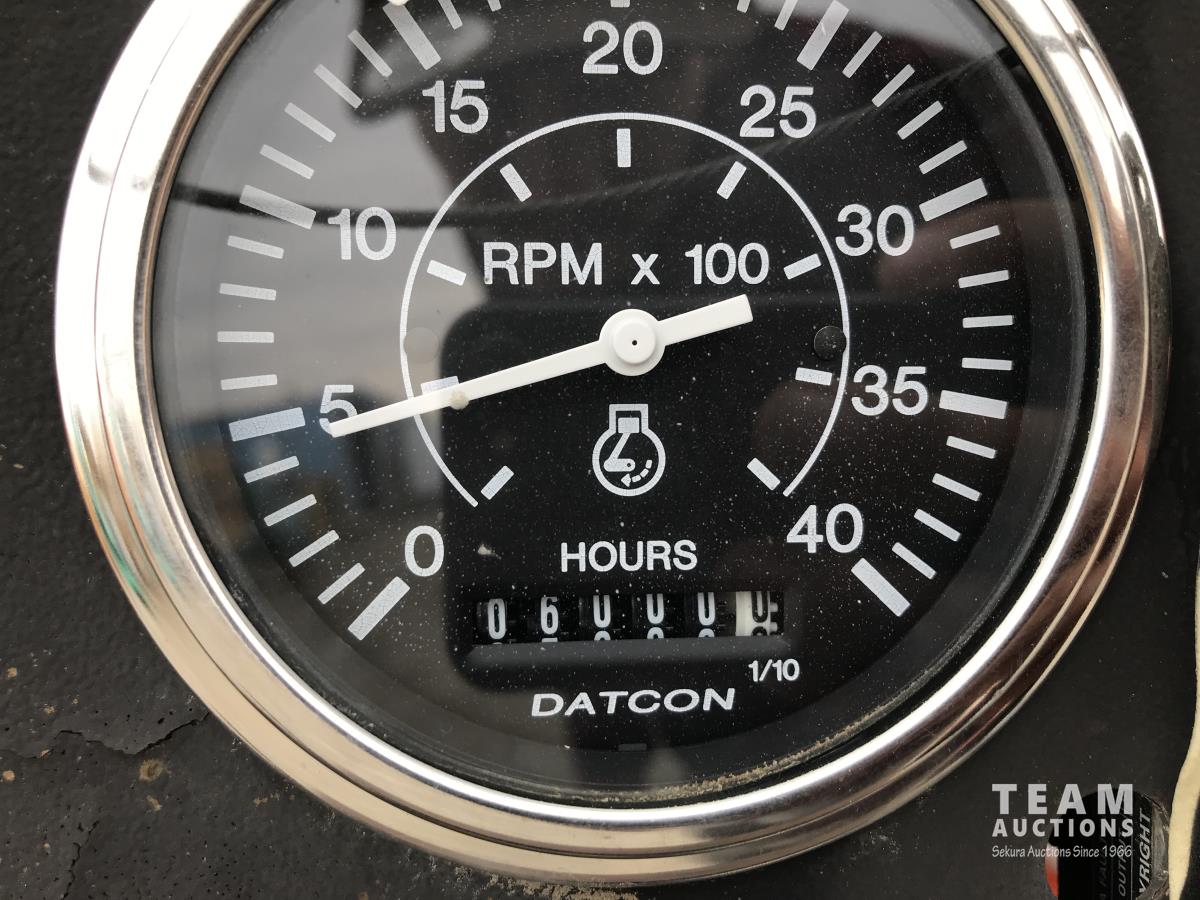 20
15 25
10 30
RPM x 100
5 35
0 40
HOURS
1/10
DATCON
TEAM
AUCTIONS
Sekura Auctions Since 1966
YRIGHT